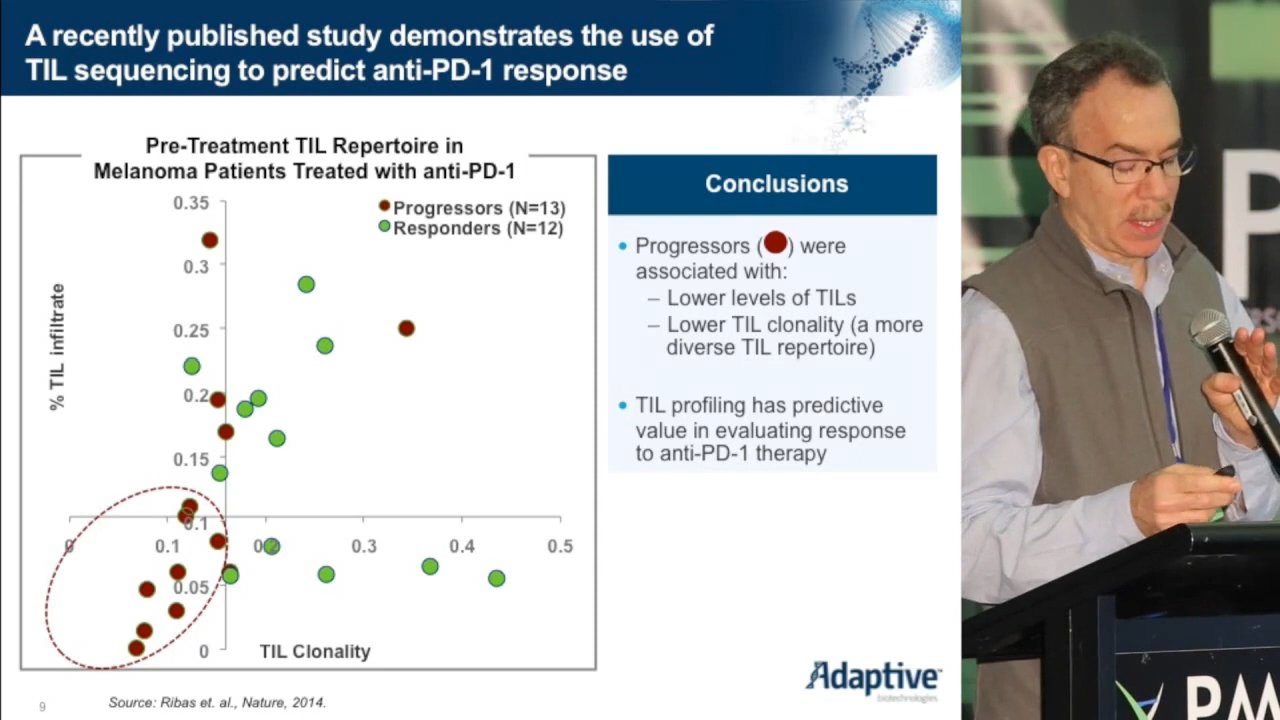 A recently published study demonstrates the use of
TIL sequencing to predict anti-PD-1 response
Pre-Treatment TIL Repertoire in
Melanoma Patients Treated with anti-PD-1
Progressors (N=13)
Responders (N=12)
% TIL infiltrate
0.35
0.3
0.25
0.2
0.15
0.1
0.05
0
0
0.1
0.2
0.3
0.4
0.5
TIL Clonality
Conclusions
• Progressors ( ) were
associated with:
– Lower levels of TILs
– Lower TIL clonality (a more
diverse TIL repertoire)
• TIL profiling has predictive
value in evaluating response
to anti-PD-1 therapy
Adaptive
biotechnologies
9
Source: Ribas et. al., Nature, 2014.
P
PM